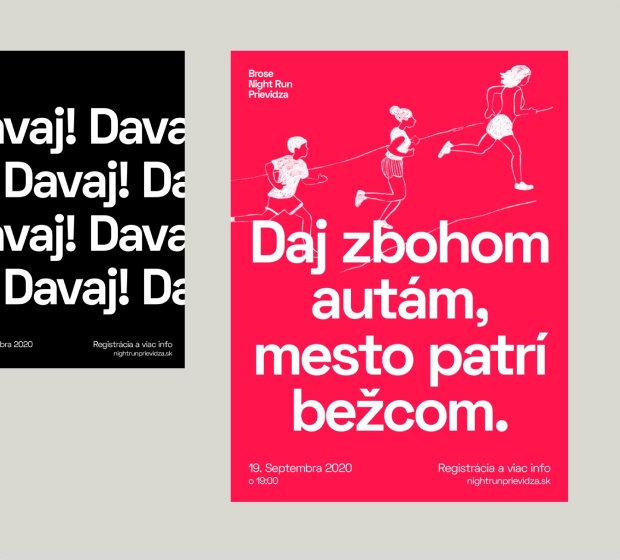 avaj! Dava
Davaj! Da
avaj! Dava
Davaj! Da
bra 2020
Registrácia a viac info
nightrunprievidza.sk
Brose
Night Run
Prievidza
Daj zbohom
autám,
mesto patrí
bežcom.
19. Septembra 2020
o 19:00
Registrácia a viac info
nightrunprievidza.sk